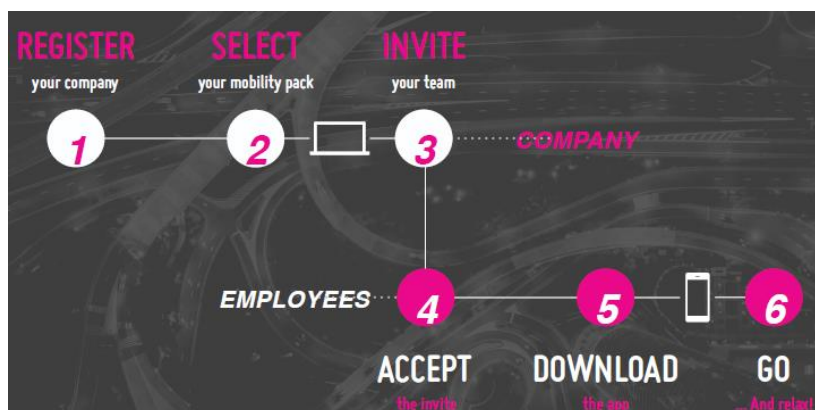 REGISTER
your company
SELECT
your mobility pack
INVITE
your team
1
2
3
COMPANY
EMPLOYEES
4
5
6
ACCEPT
the invite
DOWNLOAD
the app
GO
And relax!